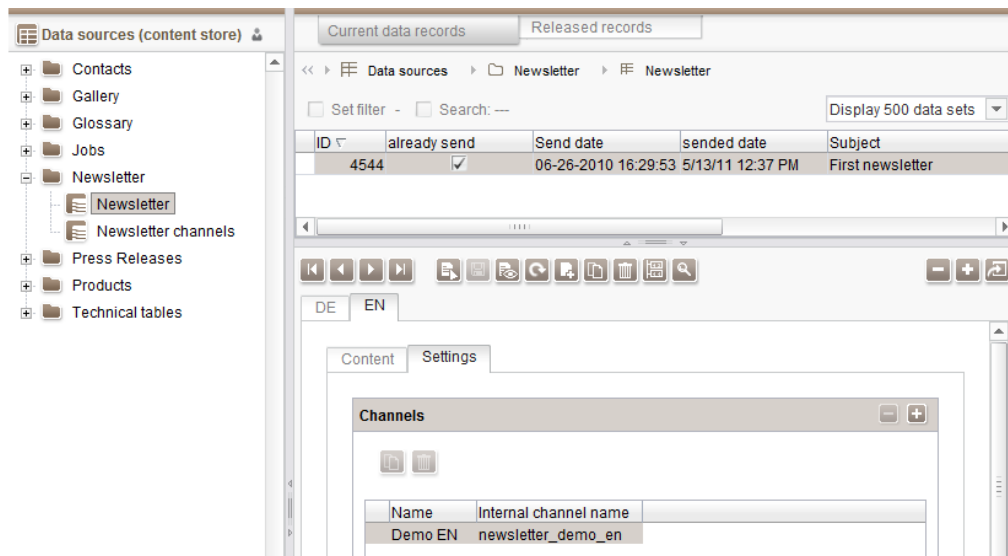 Data sources (content store)
Contacts
Gallery
Glossary
Jobs
Newsletter
Newsletter
Newsletter channels
Press Releases
Products
Technical tables
Current data records
Released records
Data sources Newsletter Newsletter
Set filter - Search: ---
Display 500 data sets
ID already send Send date sended date Subject
4544 06-26-2010 16:29:53 5/13/11 12:37 PM First newsletter
DE EN
Content Settings
Channels
Name Internal channel name
Demo EN newsletter_demo_en